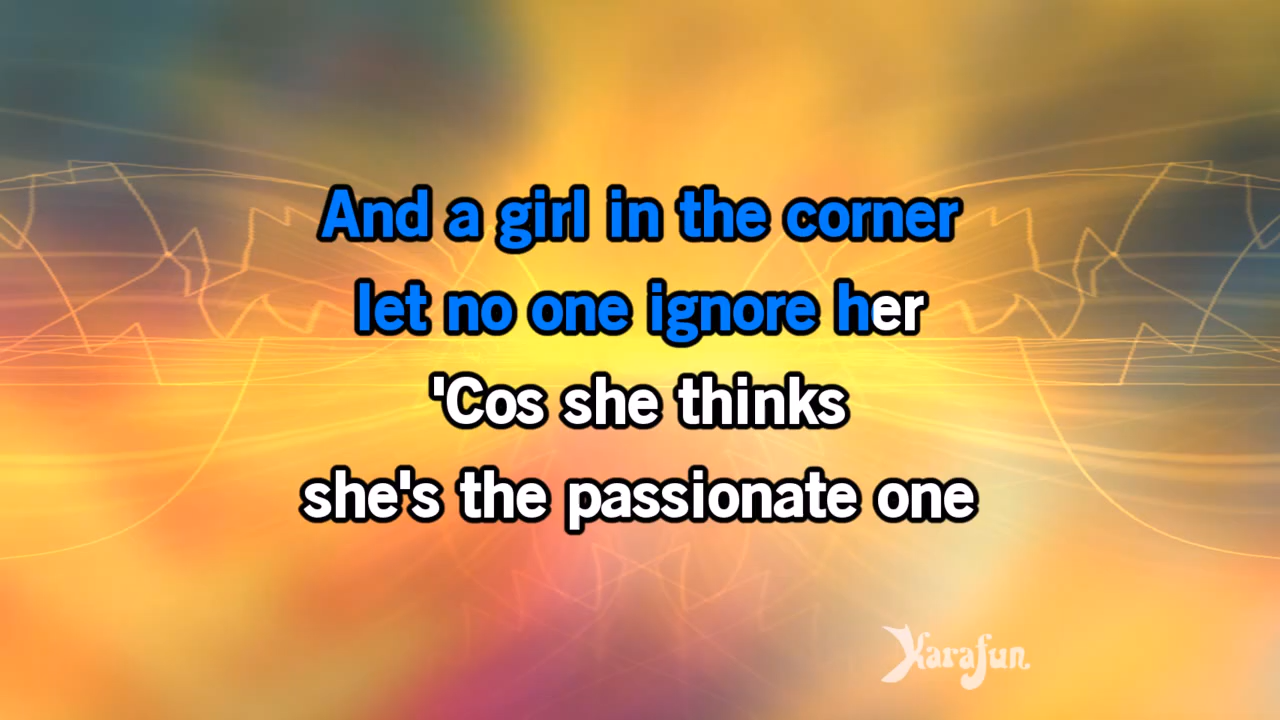 And a girl in the corner
let no one ignore her
'Cos she thinks
she's the passionate one
Karafun